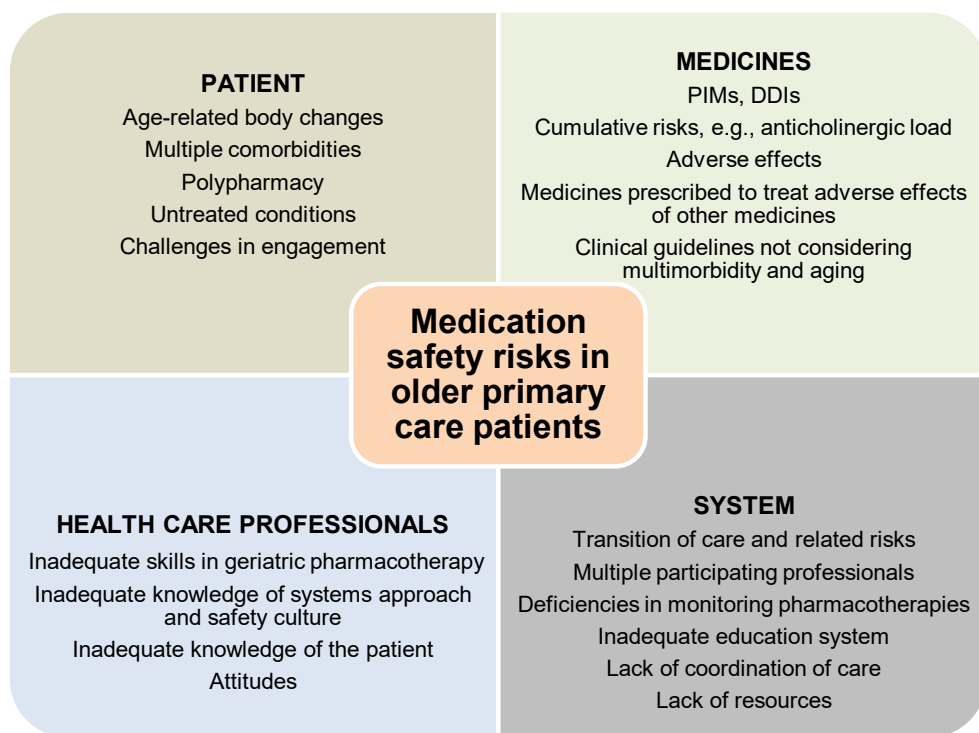 PATIENT
Age-related body changes
Multiple comorbidities
Polypharmacy
Untreated conditions
Challenges in engagement
MEDICINES
PIMs, DDIs
Cumulative risks, e.g., anticholinergic load
Adverse effects
Medicines prescribed to treat adverse effects
of other medicines
Clinical guidelines not considering
multimorbidity and aging
Medication
safety risks in
older primary
care patients
HEALTH CARE PROFESSIONALS
Inadequate skills in geriatric pharmacotherapy
Inadequate knowledge of systems approach
and safety culture
Inadequate knowledge of the patient
Attitudes
SYSTEM
Transition of care and related risks
Multiple participating professionals
Deficiencies in monitoring pharmacotherapies
Inadequate education system
Lack of coordination of care
Lack of resources